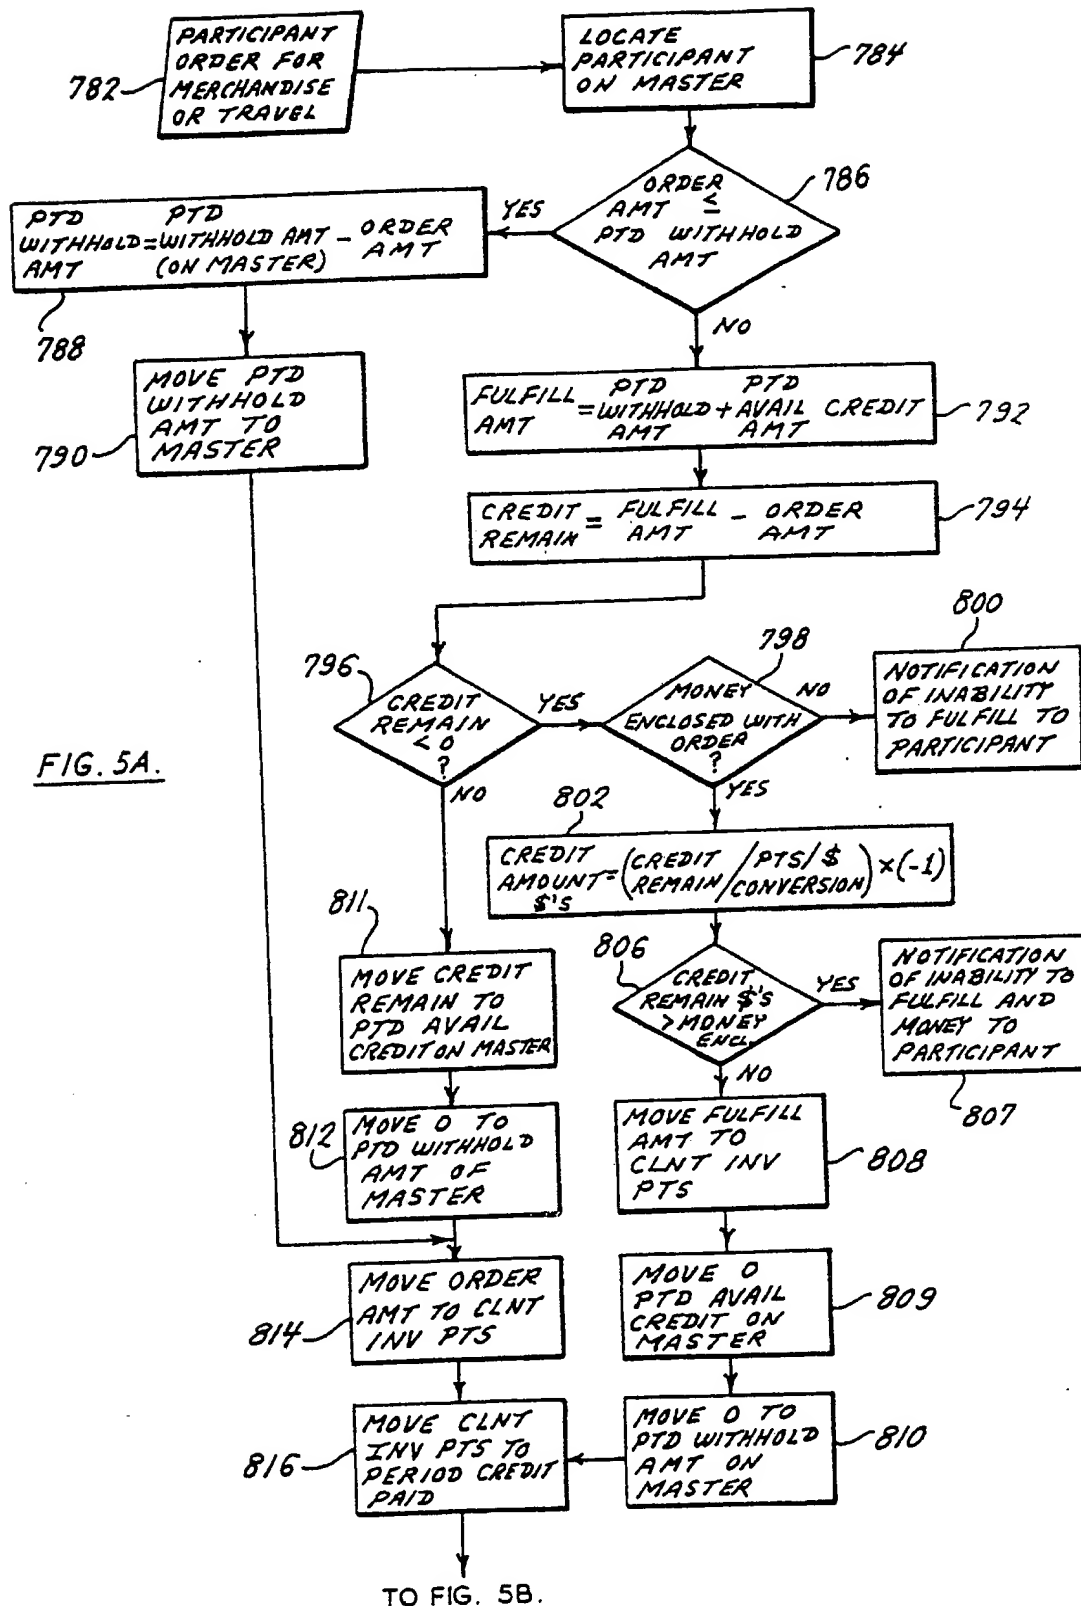 PARTICIPANT
ORDER FOR
MERCHANDISE
OR TRAVEL
782
LOCATE
PARTICIPANT
ON MASTER
784
ORDER
AMT ≤
PTD WITHHOLD
AMT
786
YES
NO
PTD PTD
WITHHOLD=WITHHOLD AMT - ORDER
AMT (ON MASTER) AMT
788
MOVE PTD
WITHHOLD
AMT TO
MASTER
790
PTD PTD
FULFILL = WITHHOLD + AVAIL CREDIT
AMT AMT AMT
792
CREDIT = FULFILL - ORDER
REMAIN AMT AMT
794
796
CREDIT
REMAIN
<0
?
YES
NO
798
MONEY
ENCLOSED WITH
ORDER
?
NO
YES
800
NOTIFICATION
OF INABILITY
TO FULFILL TO
PARTICIPANT
FIG. 5A.
802
CREDIT
AMOUNT = (CREDIT REMAIN / PTS/$ CONVERSION) × (-1)
$'S
811
MOVE CREDIT
REMAIN TO
PTD AVAIL
CREDIT ON MASTER
806
CREDIT
REMAIN $'S
> MONEY
ENCL.
YES
NO
NOTIFICATION
OF INABILITY TO
FULFILL AND
MONEY TO
PARTICIPANT
807
812
MOVE 0 TO
PTD WITHHOLD
AMT OF
MASTER
MOVE FULFILL
AMT TO
CLNT INV
PTS
808
MOVE ORDER
AMT TO CLNT
INV PTS
814
MOVE 0
PTD AVAIL
CREDIT ON
MASTER
809
MOVE CLNT
INV PTS TO
PERIOD CREDIT
PAID
816
MOVE 0 TO
PTD WITHHOLD
AMT ON
MASTER
810
TO FIG. 5B.